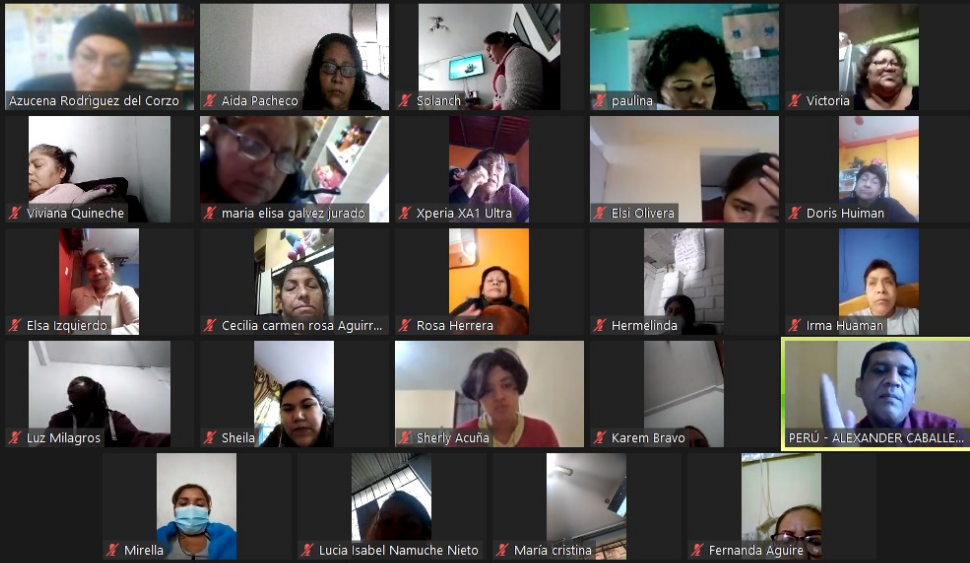 Azucena Rodriguez del Corzo
Aida Pacheco
Solanch
paulina
Victoria
Viviana Quineche
maria elisa galvez jurado
Xperia XA1 Ultra
Elsi Olivera
Doris Huiman
Elsa Izquierdo
Cecilia carmen rosa Aguirr...
Rosa Herrera
Hermelinda
Irma Huaman
Luz Milagros
Sheila
Sherly Acuña
Karem Bravo
PERÚ - ALEXANDER CABALLE...
Mirella
Lucia Isabel Namuche Nieto
María cristina
Fernanda Aguire